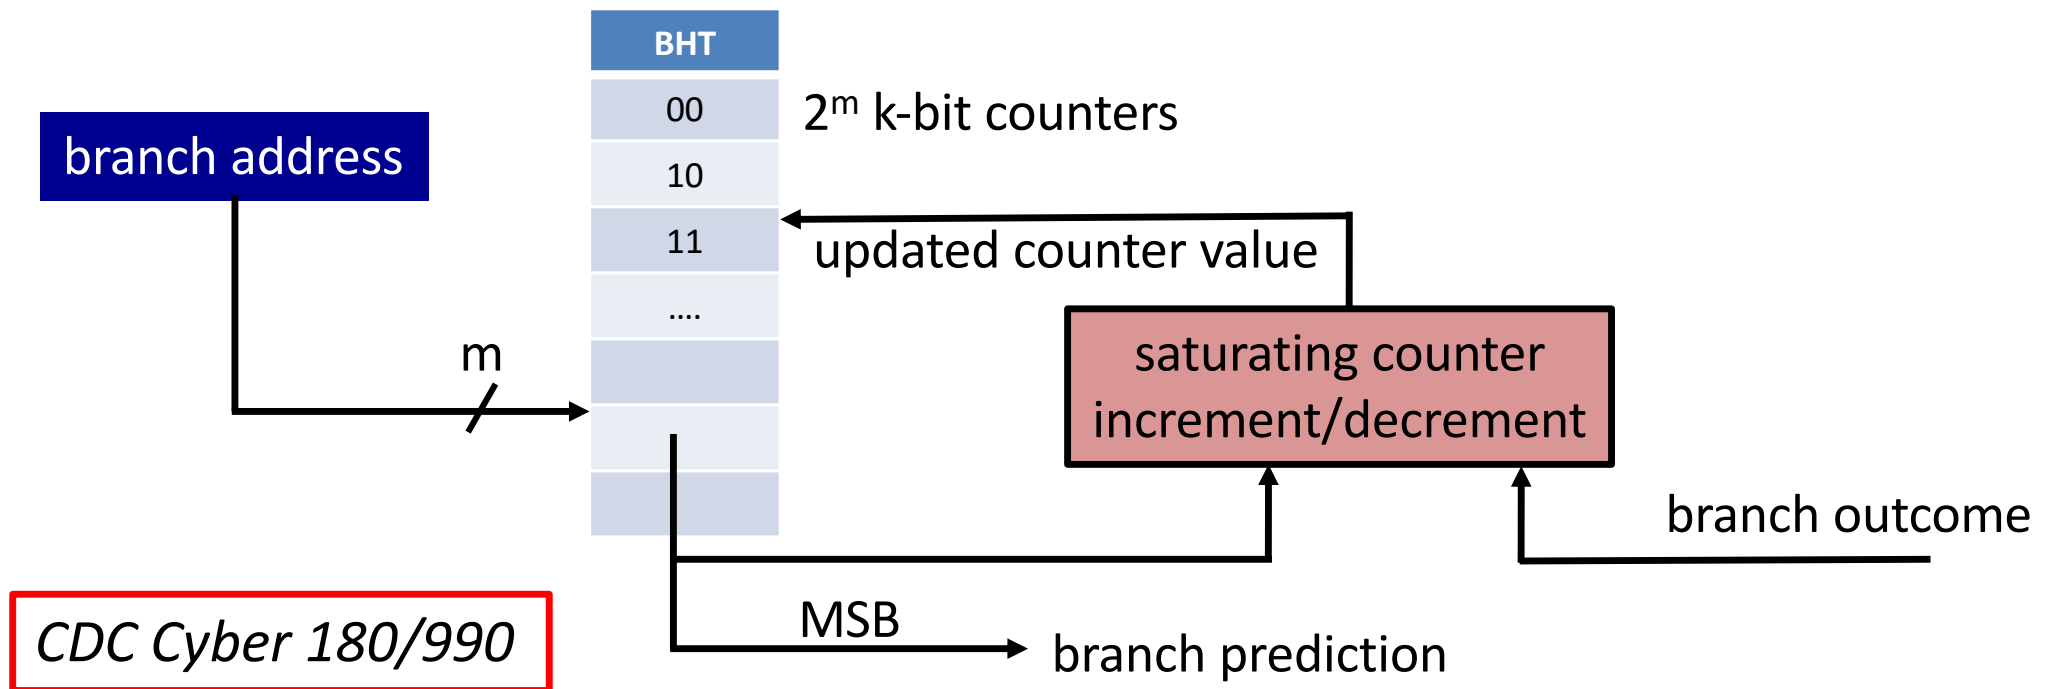 BHT
00
2ᵐ k-bit counters
branch address
10
11
updated counter value
....
m
saturating counter
increment/decrement
branch outcome
MSB
CDC Cyber 180/990
branch prediction